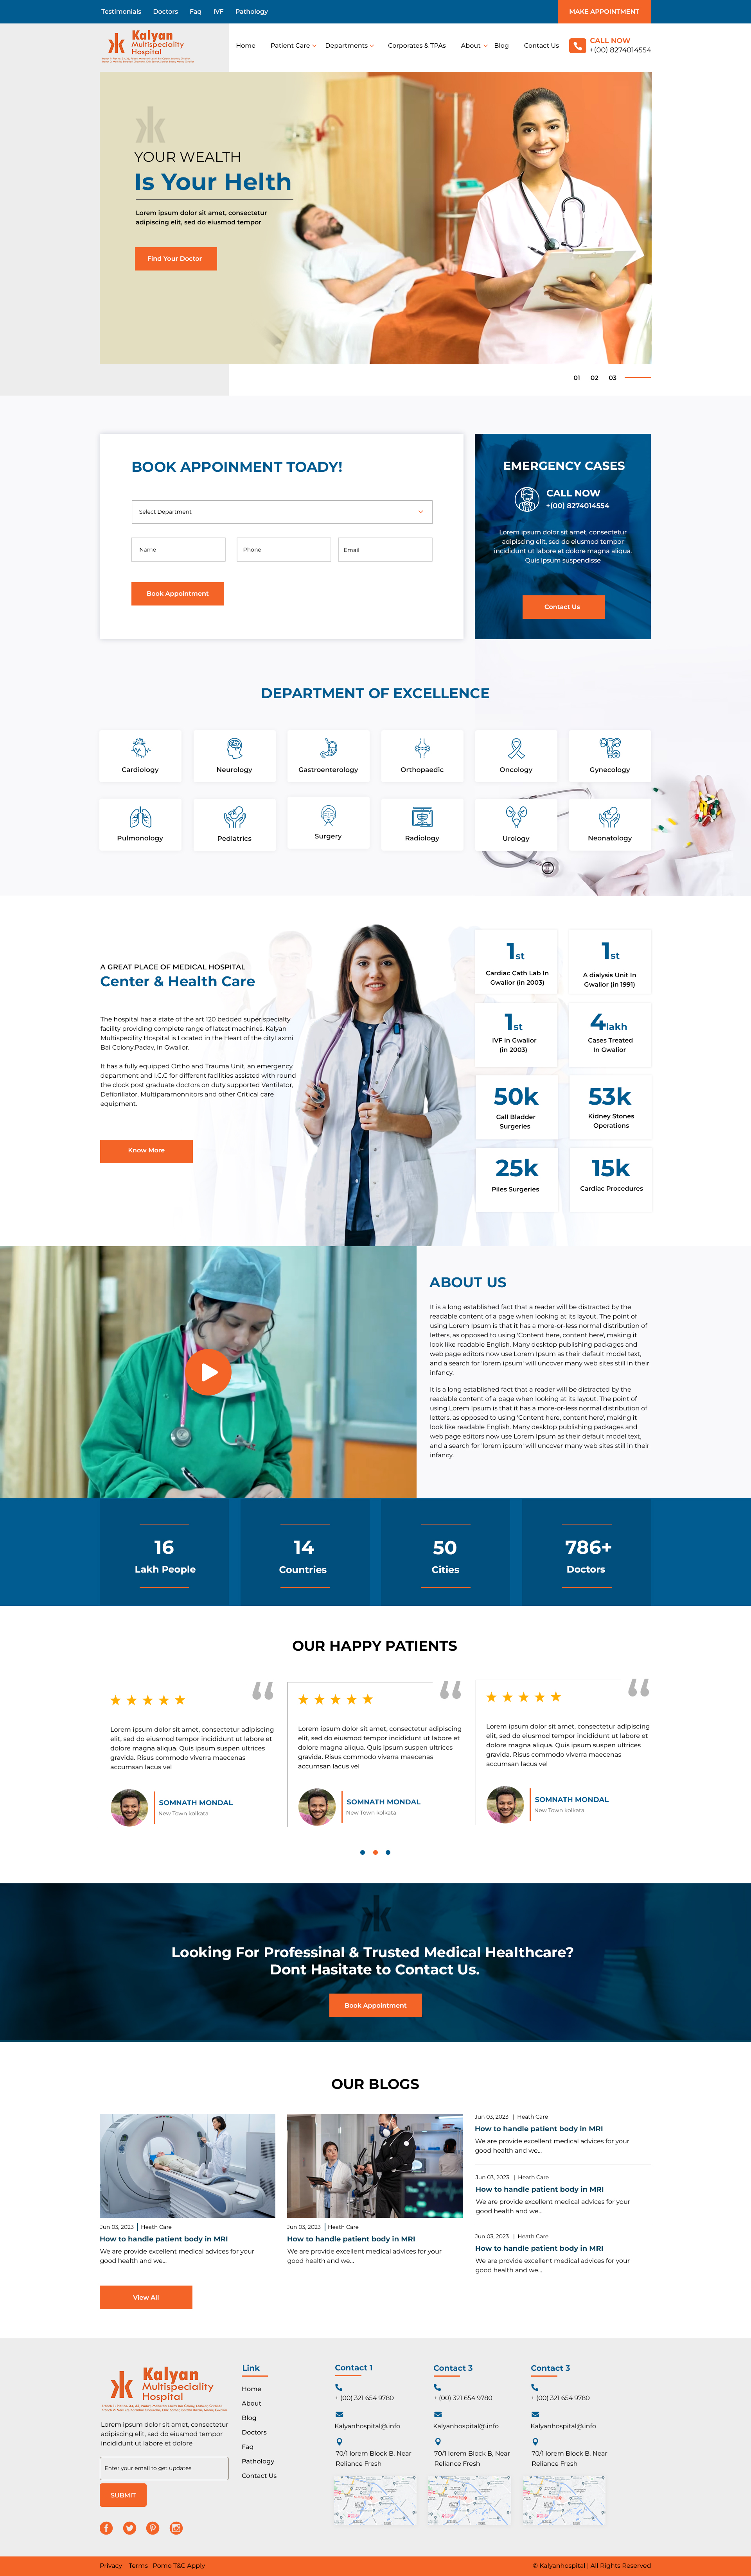 Testimonials Doctors Faq IVF Pathology MAKE APPOINTMENT
Kalyan
Multispeciality
Hospital
Home Patient Care Departments Corporates & TPAs About Blog Contact Us
CALL NOW
+(00) 8274014554
YOUR WEALTH
Is Your Helth
Lorem ipsum dolor sit amet, consectetur
adipiscing elit, sed do eiusmod tempor
Find Your Doctor
01 02 03
BOOK APPOINMENT TOADY!
Select Department
Name Phone Email
Book Appointment
EMERGENCY CASES
CALL NOW
+(00) 8274014554
Lorem ipsum dolor sit amet, consectetur
adipiscing elit, sed do eiusmod tempor
incididunt ut labore et dolore magna aliqua.
Quis ipsum suspendisse
Contact Us
DEPARTMENT OF EXCELLENCE
Cardiology Neurology Gastroenterology Orthopaedic Oncology Gynecology
Pulmonology Pediatrics Surgery Radiology Urology Neonatology
A GREAT PLACE OF MEDICAL HOSPITAL
Center & Health Care
The hospital has a state of the art 120 bedded super specialty
facility providing complete range of latest machines. Kalyan
Multispecility Hospital is Located in the Heart of the cityLaxmi
Bai Colony,Padav, in Gwalior.
It has a fully equipped Ortho and Trauma Unit, an emergency
department and I.C.C for different facilities assisted with round
the clock post graduate doctors on duty supported Ventilator,
Defibrillator, Multiparamonnitors and other Critical care
equipment.
Know More
1st
Cardiac Cath Lab In
Gwalior (in 2003)
1st
A dialysis Unit In
Gwalior (in 1991)
1st
IVF in Gwalior
(in 2003)
4lakh
Cases Treated
In Gwalior
50k
Gall Bladder
Surgeries
53k
Kidney Stones
Operations
25k
Piles Surgeries
15k
Cardiac Procedures
ABOUT US
It is a long established fact that a reader will be distracted by the
readable content of a page when looking at its layout. The point of
using Lorem Ipsum is that it has a more-or-less normal distribution of
letters, as opposed to using 'Content here, content here', making it
look like readable English. Many desktop publishing packages and
web page editors now use Lorem Ipsum as their default model text,
and a search for 'lorem ipsum' will uncover many web sites still in their
infancy.
It is a long established fact that a reader will be distracted by the
readable content of a page when looking at its layout. The point of
using Lorem Ipsum is that it has a more-or-less normal distribution of
letters, as opposed to using 'Content here, content here', making it
look like readable English. Many desktop publishing packages and
web page editors now use Lorem Ipsum as their default model text,
and a search for 'lorem ipsum' will uncover many web sites still in their
infancy.
16
Lakh People
14
Countries
50
Cities
786+
Doctors
OUR HAPPY PATIENTS
Lorem ipsum dolor sit amet, consectetur adipiscing
elit, sed do eiusmod tempor incididunt ut labore et
dolore magna aliqua. Quis ipsum suspen ultrices
gravida. Risus commodo viverra maecenas
accumsan lacus vel
SOMNATH MONDAL
New Town kolkata
Lorem ipsum dolor sit amet, consectetur adipiscing
elit, sed do eiusmod tempor incididunt ut labore et
dolore magna aliqua. Quis ipsum suspen ultrices
gravida. Risus commodo viverra maecenas
accumsan lacus vel
SOMNATH MONDAL
New Town kolkata
Lorem ipsum dolor sit amet, consectetur adipiscing
elit, sed do eiusmod tempor incididunt ut labore et
dolore magna aliqua. Quis ipsum suspen ultrices
gravida. Risus commodo viverra maecenas
accumsan lacus vel
SOMNATH MONDAL
New Town kolkata
Looking For Professinal & Trusted Medical Healthcare?
Dont Hasitate to Contact Us.
Book Appointment
OUR BLOGS
Jun 03, 2023 | Heath Care
How to handle patient body in MRI
We are provide excellent medical advices for your
good health and we...
Jun 03, 2023 | Heath Care
How to handle patient body in MRI
We are provide excellent medical advices for your
good health and we...
Jun 03, 2023 | Heath Care
How to handle patient body in MRI
We are provide excellent medical advices for your
good health and we...
Jun 03, 2023 | Heath Care
How to handle patient body in MRI
We are provide excellent medical advices for your
good health and we...
Jun 03, 2023 | Heath Care
How to handle patient body in MRI
We are provide excellent medical advices for your
good health and we...
View All
Kalyan
Multispeciality
Hospital
Lorem ipsum dolor sit amet, consectetur
adipiscing elit, sed do eiusmod tempor
incididunt ut labore et dolore
Enter your email to get updates
SUBMIT
Link
Home
About
Blog
Doctors
Faq
Pathology
Contact Us
Contact 1
+ (00) 321 654 9780
Kalyanhospital@.info
70/1 lorem Block B, Near
Reliance Fresh
Contact 3
+ (00) 321 654 9780
Kalyanhospital@.info
70/1 lorem Block B, Near
Reliance Fresh
Contact 3
+ (00) 321 654 9780
Kalyanhospital@.info
70/1 lorem Block B, Near
Reliance Fresh
Privacy Terms Pomo T&C Apply
© Kalyanhospital | All Rights Reserved